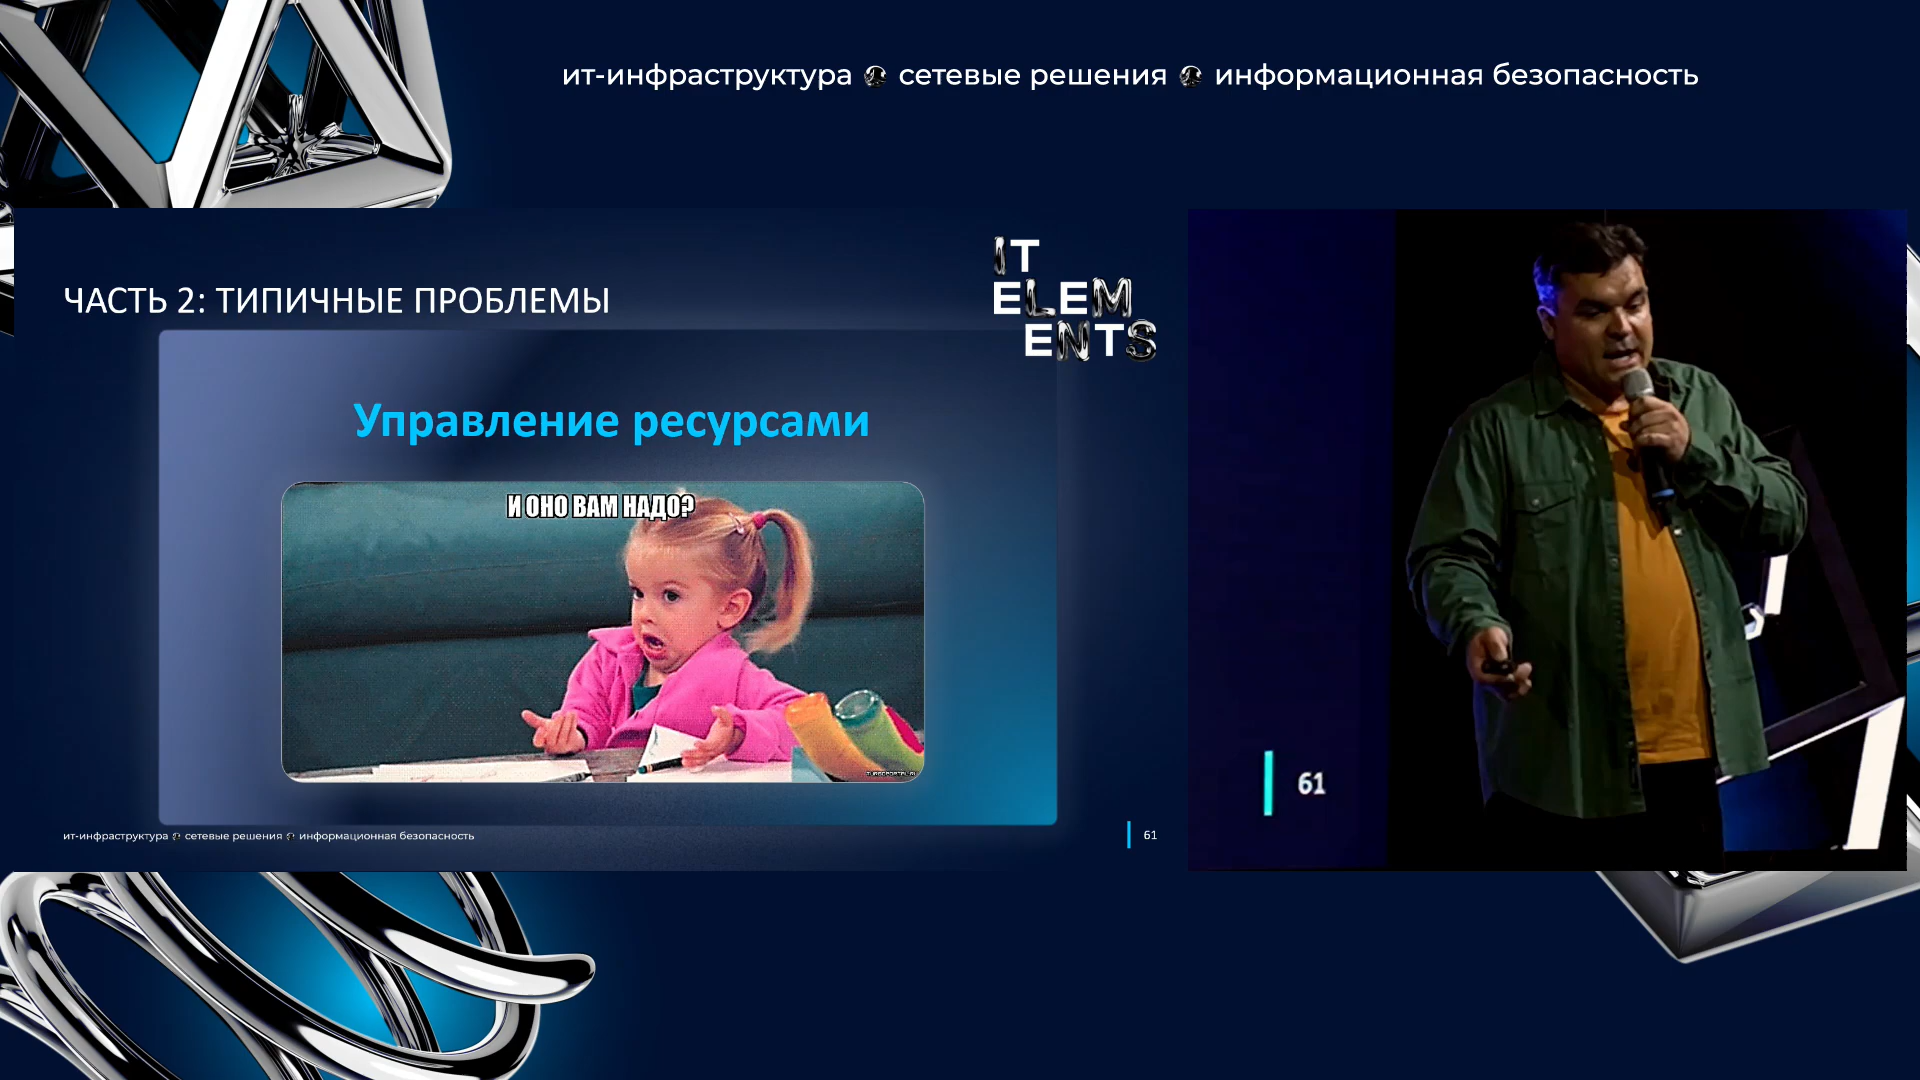 ит-инфраструктура сетевые решения информационная безопасность
IT
ELEM
ENTS
ЧАСТЬ 2: ТИПИЧНЫЕ ПРОБЛЕМЫ
Управление ресурсами
И ОНО ВАМ НАДО?
ит-инфраструктура сетевые решения информационная безопасность
61
61